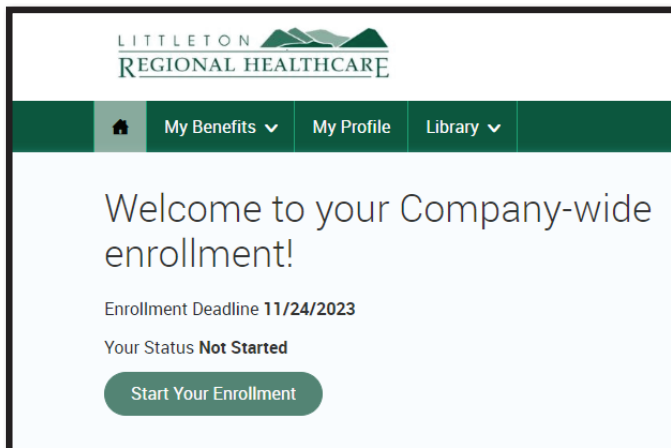 LITTLETON
REGIONAL HEALTHCARE
My Benefits My Profile Library
Welcome to your Company-wide
enrollment!
Enrollment Deadline 11/24/2023
Your Status Not Started
Start Your Enrollment